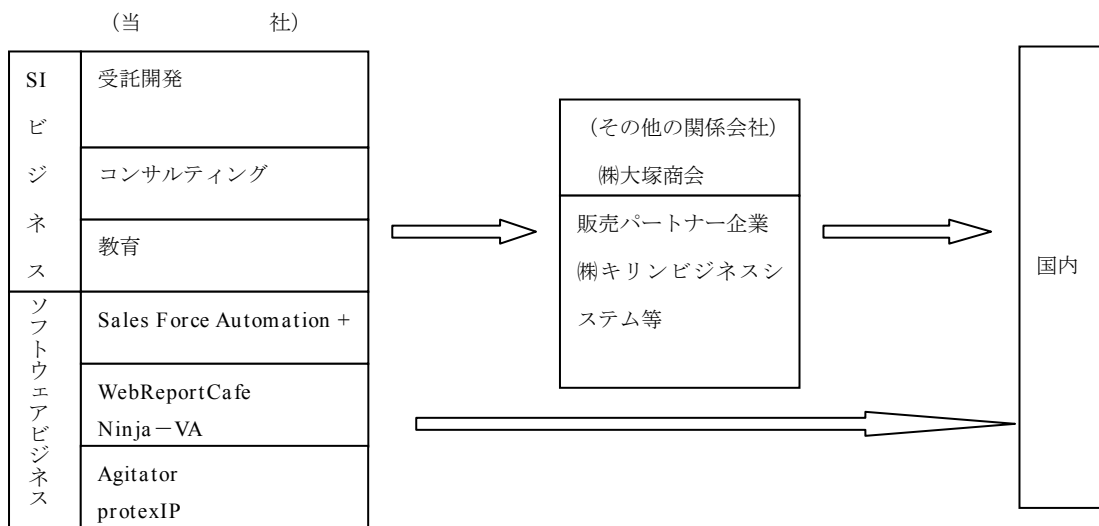 （当　　　社）
SIビジネス
受託開発
コンサルティング
教育
ソフトウェアビジネス
Sales Force Automation +
WebReportCafe
Ninja－VA
Agitator
protexIP
（その他の関係会社）
㈱大塚商会
販売パートナー企業
㈱キリンビジネスシ
ステム等
国内